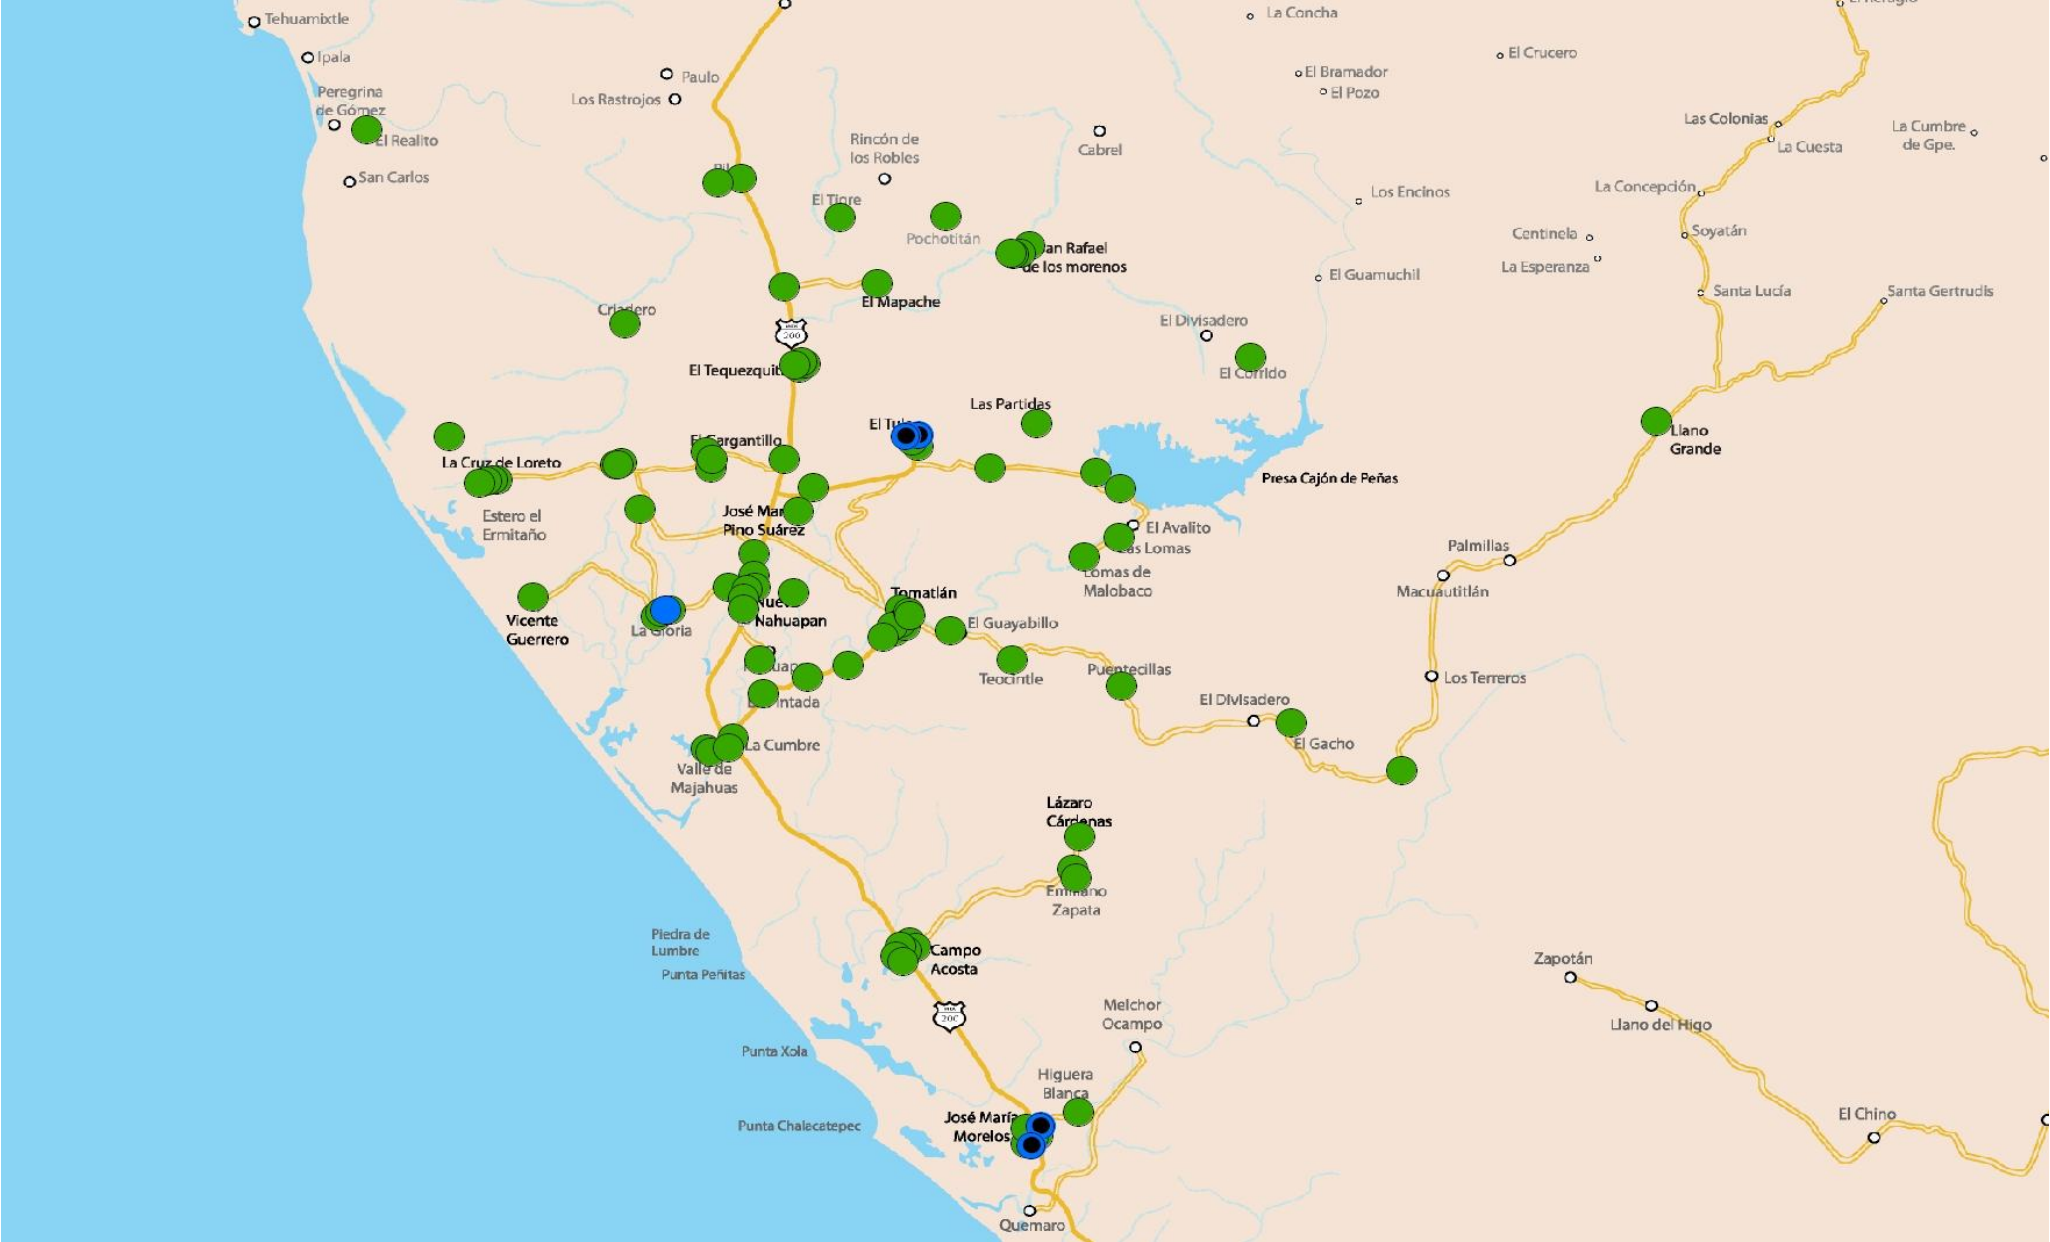 Tehuamixtle
La Concha
El Crucero
Ipala
Paulo
El Bramador
El Pozo
Los Rastrojos
Peregrina
de Gómez
El Realito
San Carlos
Rincón de
los Robles
Cabrel
Las Colonias
La Cuesta
La Cumbre
de Gpe.
La Concepción
Los Encinos
El Tigre
Pochotitán
Rafael
de los morenos
Centinela
La Esperanza
Soyatán
El Guamuchil
Santa Lucía
Santa Gertrudis
El Mapache
Criadero
200
El Divisadero
El Corrido
El
Las Partidas
El
El Gargantillo
Llano
Grande
La Cruz de Loreto
Presa Cajón de Peñas
Estero el
Ermitaño
José
Pino Suárez
El Avalito
Las Lomas
Lomas de
Malobaco
Palmillas
Macuautitlán
Tomatlán
Nahuapan
Vicente
Guerrero
La Gloria
El Guayabillo
Teocintle
Puentecillas
Los Terreros
El Divisadero
El Gacho
La Cumbre
Valle de
Majahuas
Lázaro
Cárdenas
Emiliano
Zapata
Piedra de
Lumbre
Punta Peñitas
Campo
Acosta
Zapotán
Llano del Higo
200
Melchor
Ocampo
Punta Xola
Higuera
Blanca
José María
Morelos
Punta Chalacatepec
El Chino
Quemaro